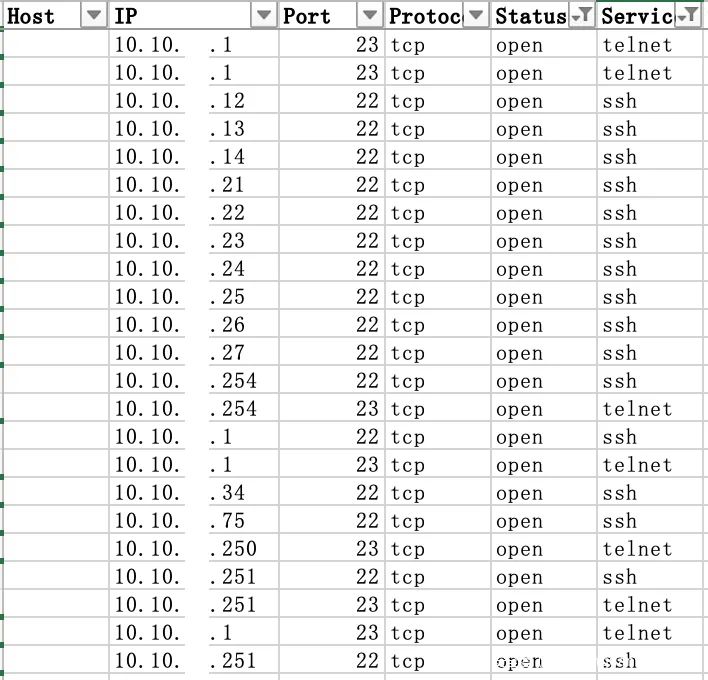 Host IP Port Protoc Status Servic
10.10. .1 23 tcp open telnet
10.10. .1 23 tcp open telnet
10.10. .12 22 tcp open ssh
10.10. .13 22 tcp open ssh
10.10. .14 22 tcp open ssh
10.10. .21 22 tcp open ssh
10.10. .22 22 tcp open ssh
10.10. .23 22 tcp open ssh
10.10. .24 22 tcp open ssh
10.10. .25 22 tcp open ssh
10.10. .26 22 tcp open ssh
10.10. .27 22 tcp open ssh
10.10. .254 22 tcp open ssh
10.10. .254 23 tcp open telnet
10.10. .1 22 tcp open ssh
10.10. .1 23 tcp open telnet
10.10. .34 22 tcp open ssh
10.10. .75 22 tcp open ssh
10.10. .250 23 tcp open telnet
10.10. .251 22 tcp open ssh
10.10. .251 23 tcp open telnet
10.10. .1 23 tcp open telnet
10.10. .251 22 tcp open ssh